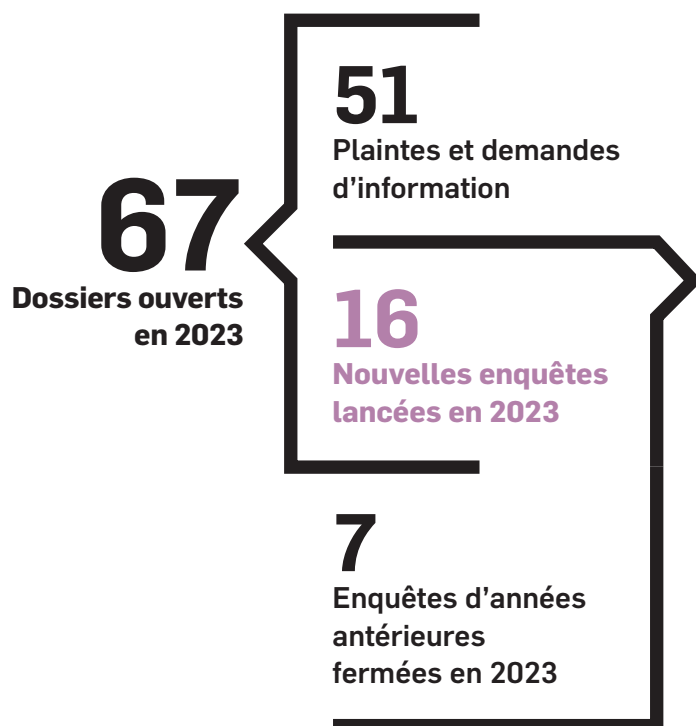 67
Dossiers ouverts
en 2023
51
Plaintes et demandes
d’information
16
Nouvelles enquêtes
lancées en 2023
7
Enquêtes d’années
antérieures
fermées en 2023